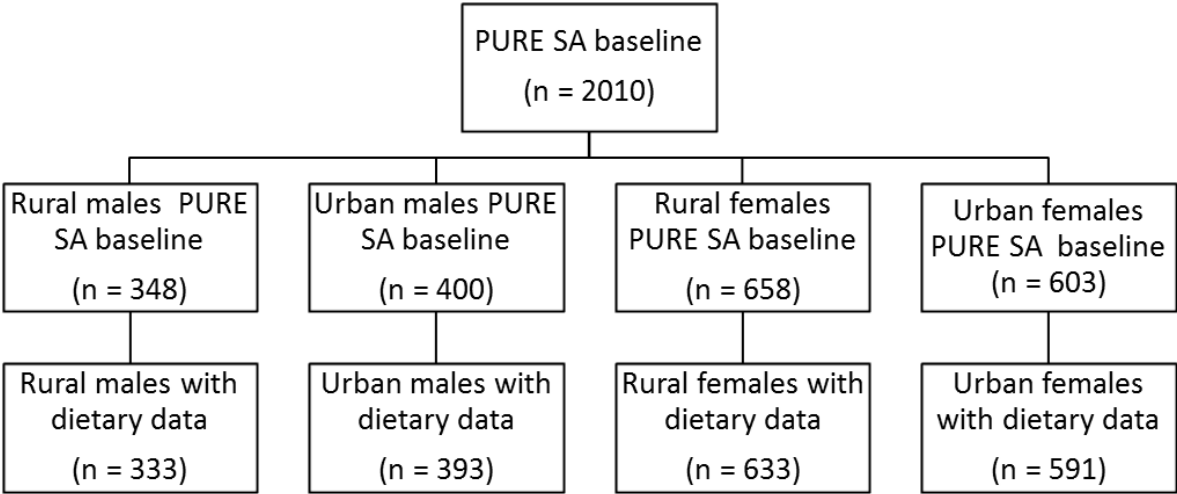 PURE SA baseline
(n = 2010)
Rural males PURE
SA baseline
(n = 348)
Urban males PURE
SA baseline
(n = 400)
Rural females
PURE SA baseline
(n = 658)
Urban females
PURE SA baseline
(n = 603)
Rural males with
dietary data
(n = 333)
Urban males with
dietary data
(n = 393)
Rural females with
dietary data
(n = 633)
Urban females
with dietary data
(n = 591)